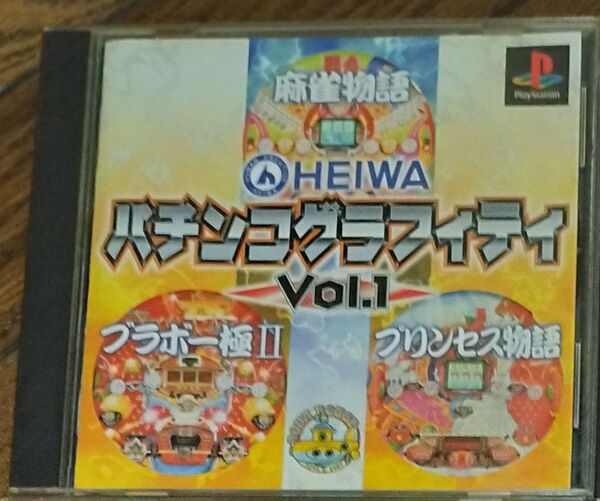 麻雀物語
PlayStation
HEIWA
パチンコグラフィティ
Vol.1
ブラボー極II
プリンセス物語